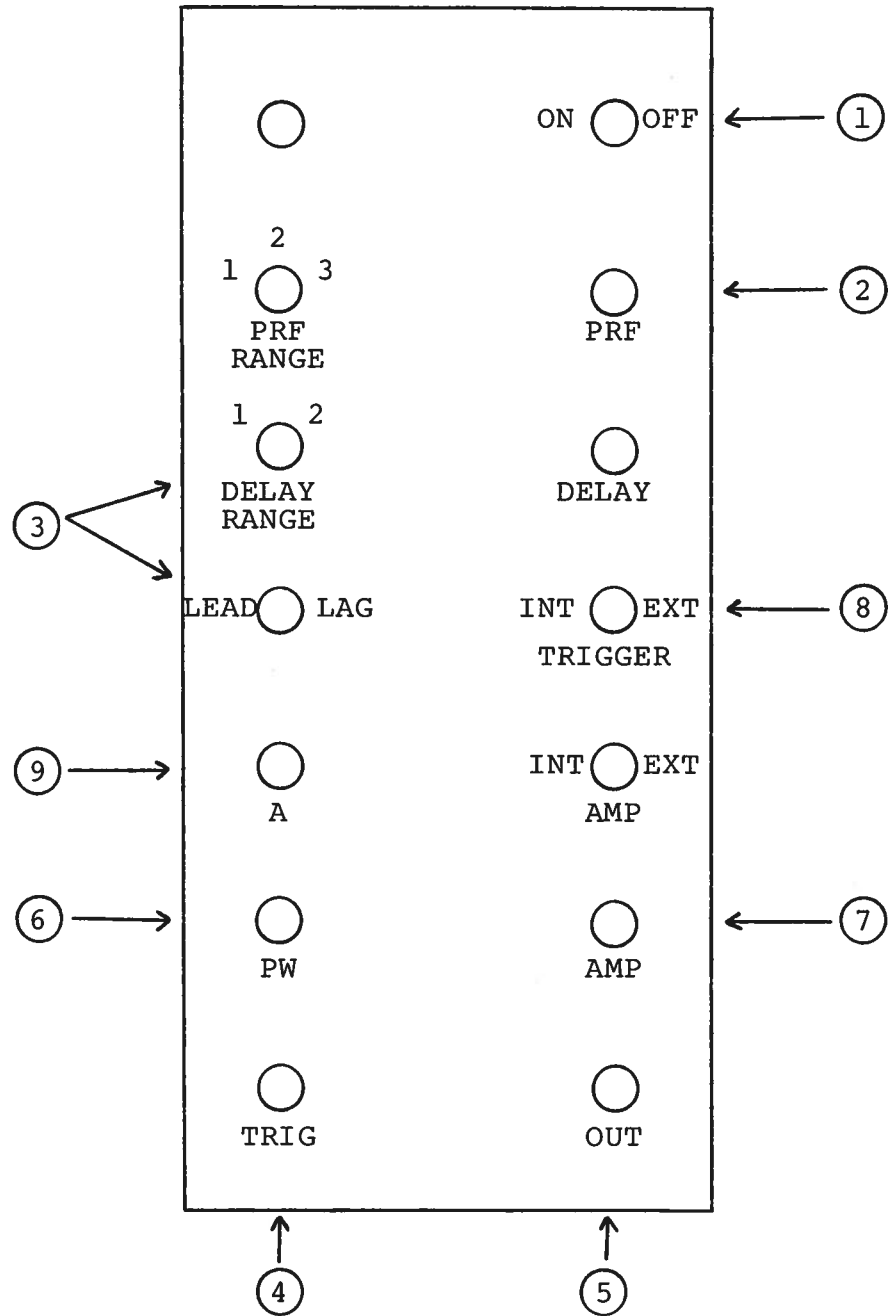 ON OFF
1
2
1 3
2
PRF
RANGE
PRF
1 2
DELAY
RANGE
DELAY
3
LEAD LAG
INT EXT
8
TRIGGER
9
INT EXT
A
AMP
6
7
PW
AMP
TRIG
OUT
4
5